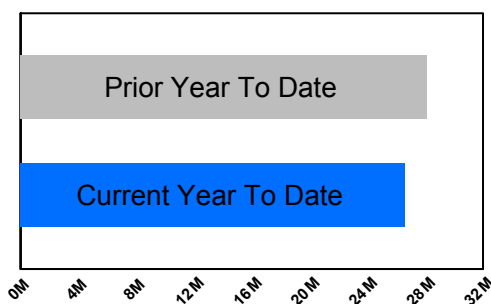 Prior Year To Date
Current Year To Date
0M 4M 8M 12M 16M 20M 24M 28M 32M